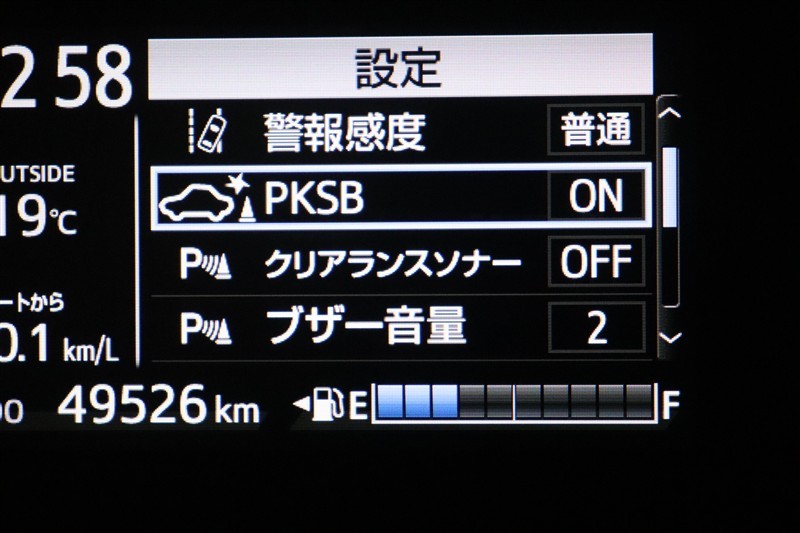 2 58
設定
警報感度 普通
UTSIDE
PKSB ON
19℃
P クリアランスソナー OFF
ートから
P ブザー音量 2
0.1 km/L
49526 km
E F